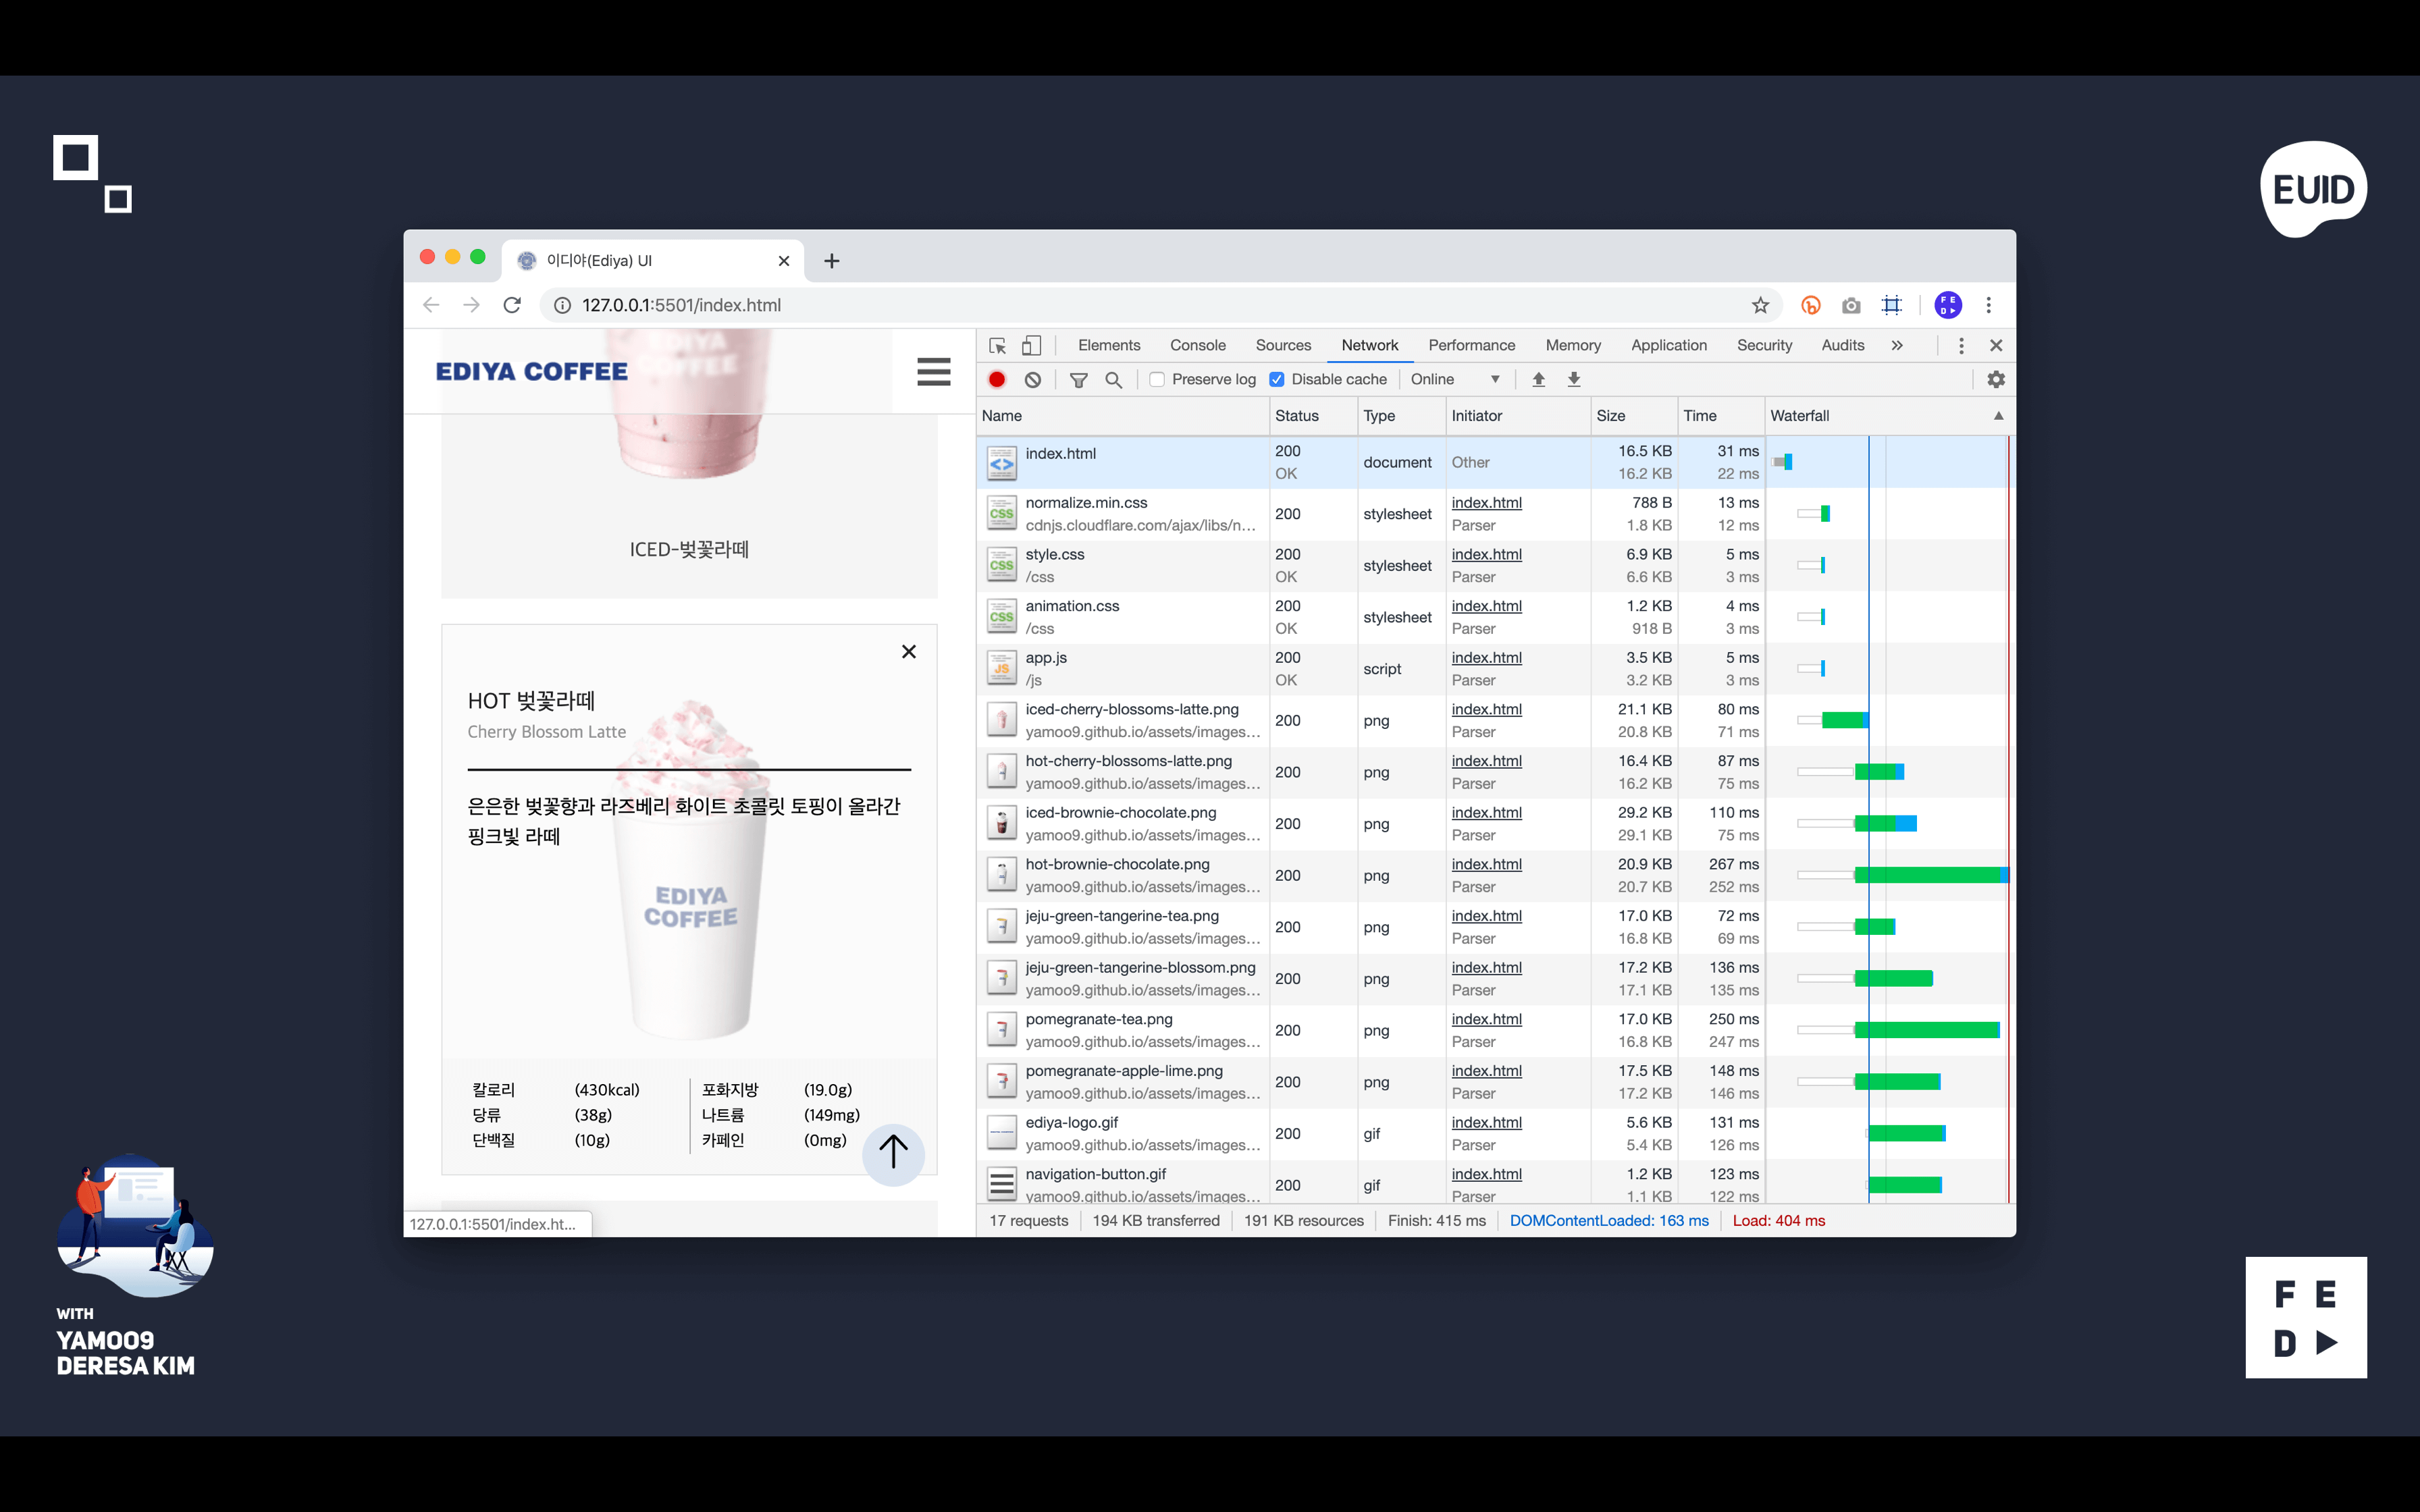 EUID
이디야(Ediya) UI
127.0.0.1:5501/index.html
FE
D
EDIYA COFFEE
EDIYA
COFFEE
ICED-벚꽃라떼
HOT 벚꽃라떼
Cherry Blossom Latte
은은한 벚꽃향과 라즈베리 화이트 초콜릿 토핑이 올라간
핑크빛 라떼
EDIYA
COFFEE
칼로리 (430kcal) 포화지방 (19.0g)
당류 (38g) 나트륨 (149mg)
단백질 (10g) 카페인 (0mg)
127.0.0.1:5501/index.ht...
Elements Console Sources Network Performance Memory Application Security Audits
Preserve log Disable cache Online
Name Status Type Initiator Size Time Waterfall
index.html 200 OK document Other 16.5 KB 16.2 KB 31 ms 22 ms
normalize.min.css cdnjs.cloudflare.com/ajax/libs/n... 200 stylesheet index.html Parser 788 B 1.8 KB 13 ms 12 ms
style.css /css 200 OK stylesheet index.html Parser 6.9 KB 6.6 KB 5 ms 3 ms
animation.css /css 200 OK stylesheet index.html Parser 1.2 KB 918 B 4 ms 3 ms
app.js /js 200 OK script index.html Parser 3.5 KB 3.2 KB 5 ms 3 ms
iced-cherry-blossoms-latte.png yamoo9.github.io/assets/images... 200 png index.html Parser 21.1 KB 20.8 KB 80 ms 71 ms
hot-cherry-blossoms-latte.png yamoo9.github.io/assets/images... 200 png index.html Parser 16.4 KB 16.2 KB 87 ms 75 ms
iced-brownie-chocolate.png yamoo9.github.io/assets/images... 200 png index.html Parser 29.2 KB 29.1 KB 110 ms 75 ms
hot-brownie-chocolate.png yamoo9.github.io/assets/images... 200 png index.html Parser 20.9 KB 20.7 KB 267 ms 252 ms
jeju-green-tangerine-tea.png yamoo9.github.io/assets/images... 200 png index.html Parser 17.0 KB 16.8 KB 72 ms 69 ms
jeju-green-tangerine-blossom.png yamoo9.github.io/assets/images... 200 png index.html Parser 17.2 KB 17.1 KB 136 ms 135 ms
pomegranate-tea.png yamoo9.github.io/assets/images... 200 png index.html Parser 17.0 KB 16.8 KB 250 ms 247 ms
pomegranate-apple-lime.png yamoo9.github.io/assets/images... 200 png index.html Parser 17.5 KB 17.2 KB 148 ms 146 ms
ediya-logo.gif yamoo9.github.io/assets/images... 200 gif index.html Parser 5.6 KB 5.4 KB 131 ms 126 ms
navigation-button.gif yamoo9.github.io/assets/images... 200 gif index.html Parser 1.2 KB 1.1 KB 123 ms 122 ms
17 requests 194 KB transferred 191 KB resources Finish: 415 ms DOMContentLoaded: 163 ms Load: 404 ms
WITH
YAMOO9
DERESA KIM
F E
D